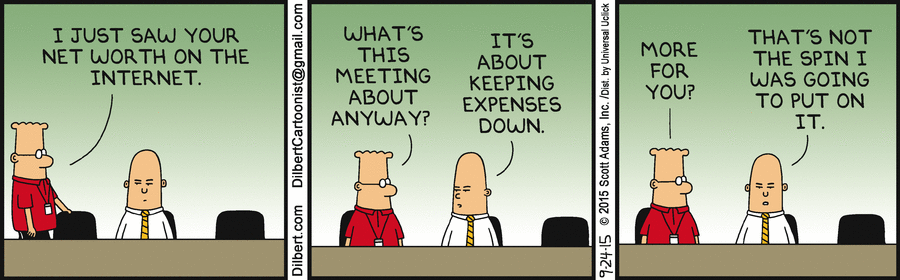 I JUST SAW YOUR
NET WORTH ON THE
INTERNET.
Dilbert.com DilbertCartoonist@gmail.com
WHAT'S
THIS
MEETING
ABOUT
ANYWAY?
IT'S
ABOUT
KEEPING
EXPENSES
DOWN.
9-24-15 © 2015 Scott Adams, Inc. /Dist. by Universal Uclick
MORE
FOR
YOU?
THAT'S NOT
THE SPIN I
WAS GOING
TO PUT ON
IT.